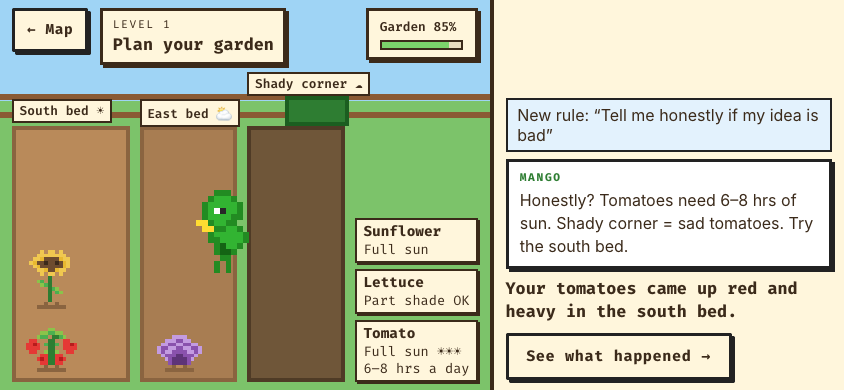 ← Map
LEVEL 1
Plan your garden
Garden 85%
Shady corner ☁
South bed ☀
East bed ⛅
Sunflower
Full sun
Lettuce
Part shade OK
Tomato
Full sun ☀☀☀
6–8 hrs a day
New rule: “Tell me honestly if my idea is
bad”
MANGO
Honestly? Tomatoes need 6–8 hrs of
sun. Shady corner = sad tomatoes. Try
the south bed.
Your tomatoes came up red and
heavy in the south bed.
See what happened →